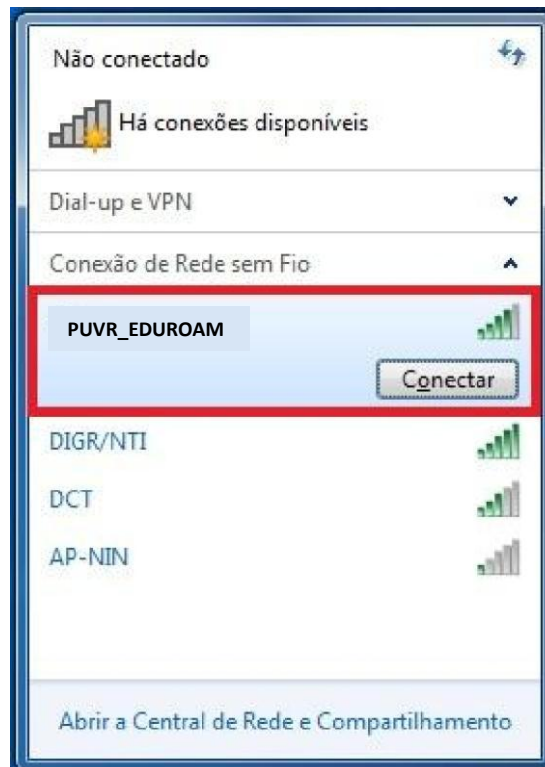 Não conectado
Há conexões disponíveis
Dial-up e VPN
Conexão de Rede sem Fio
PUVR_EDUROAM
Conectar
DIGR/NTI
DCT
AP-NIN
Abrir a Central de Rede e Compartilhamento